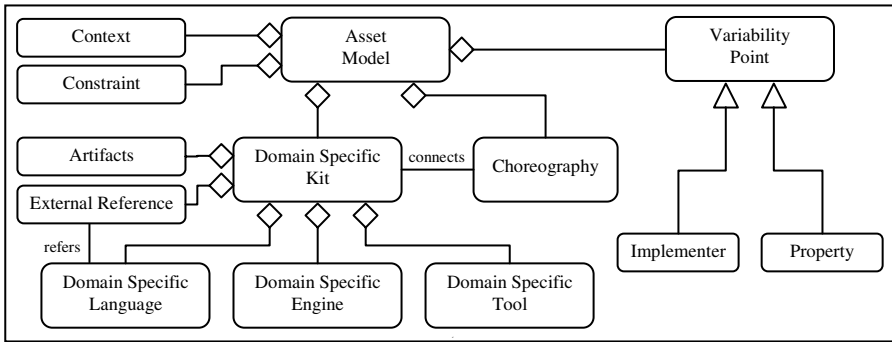 Context
Asset
Model
Variability
Point
Constraint
Artifacts
Domain Specific
Kit
connects
Choreography
External Reference
refers
Implementer
Property
Domain Specific
Language
Domain Specific
Engine
Domain Specific
Tool